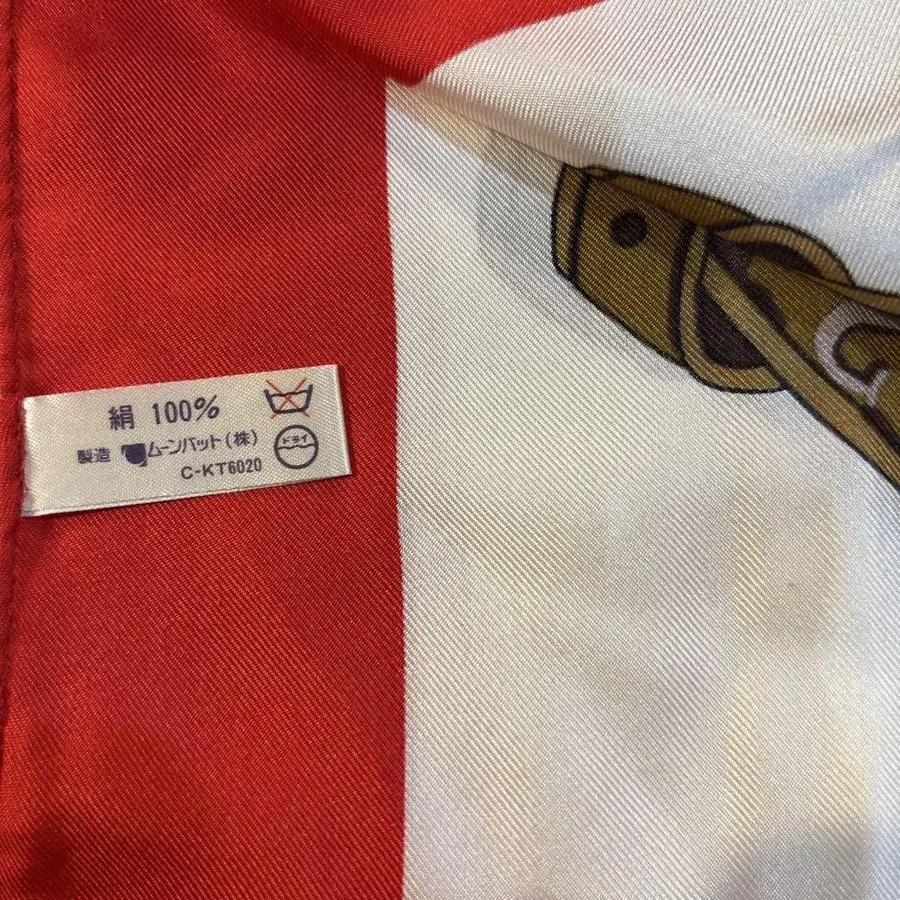 絹 100%
製造 ムーンバット(株)
ドライ
C-KT6020